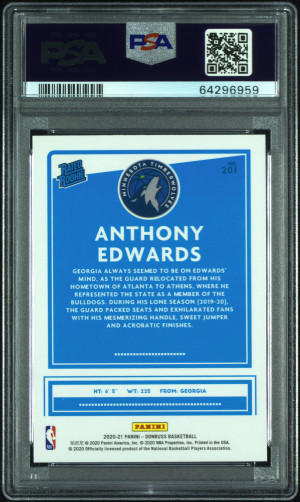 PSA
PSA
PSA
64296959
Rated
Rookie
MINNESOTA TIMBERWOLVES
NO.
201
ANTHONY
EDWARDS
GEORGIA ALWAYS SEEMED TO BE ON EDWARDS'
MIND, AS THE GUARD RELOCATED FROM HIS
HOMETOWN OF ATLANTA TO ATHENS, WHERE HE
REPRESENTED THE STATE AS A MEMBER OF THE
BULLDOGS. DURING HIS LONE SEASON (2019-20),
THE GUARD PACKED SEATS AND EXHILARATED FANS
WITH HIS MESMERIZING HANDLE, SWEET JUMPER
AND ACROBATIC FINISHES.
HT: 6' 5" WT: 225 FROM: GEORGIA
PANINI
2020-21 PANINI - DONRUSS BASKETBALL
© 2020 Panini America, Inc. © 2020 NBA Properties, Inc. Printed in the USA.
© 2020 Officially licensed product of the National Basketball Players Association.